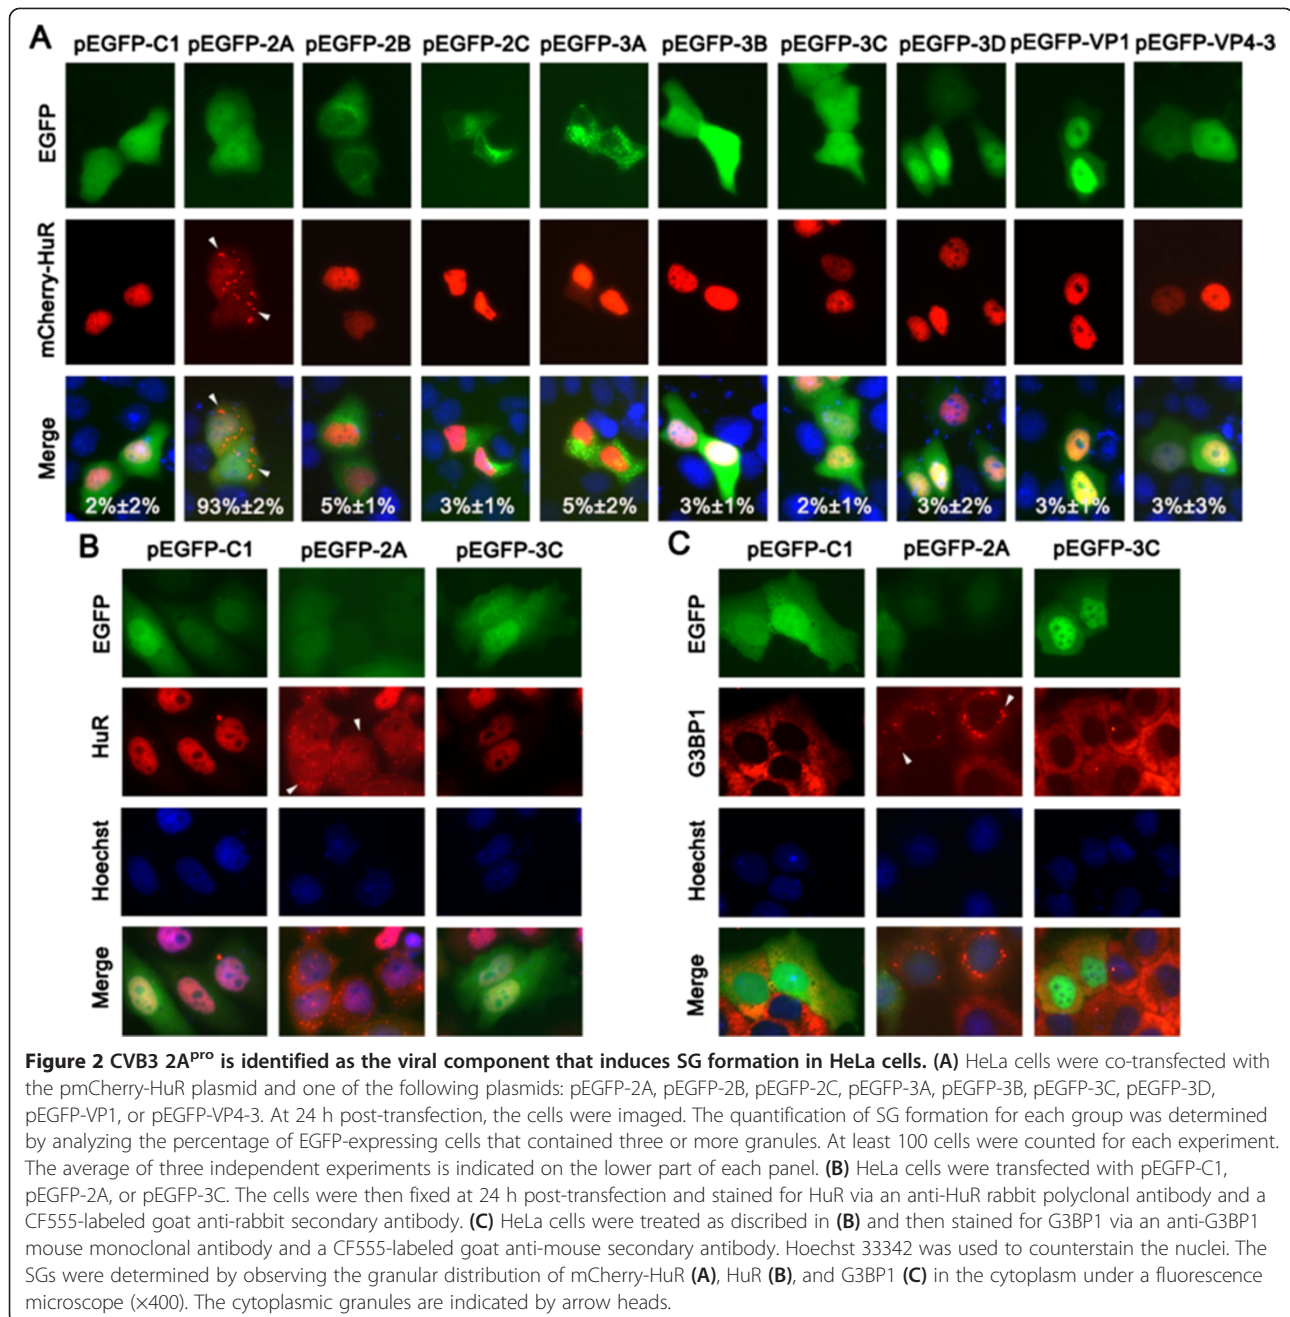 A
pEGFP-C1 pEGFP-2A pEGFP-2B pEGFP-2C pEGFP-3A pEGFP-3B pEGFP-3C pEGFP-3D pEGFP-VP1 pEGFP-VP4-3
EGFP
mCherry-HuR
Merge
2%±2% 93%±2% 5%±1% 3%±1% 5%±2% 3%±1% 2%±1% 3%±2% 3%±1% 3%±3%
B
pEGFP-C1 pEGFP-2A pEGFP-3C
EGFP
HuR
Hoechst
Merge
C
pEGFP-C1 pEGFP-2A pEGFP-3C
EGFP
G3BP1
Hoechst
Merge
Figure 2 CVB3 2Apro is identified as the viral component that induces SG formation in HeLa cells. (A) HeLa cells were co-transfected with
the pmCherry-HuR plasmid and one of the following plasmids: pEGFP-2A, pEGFP-2B, pEGFP-2C, pEGFP-3A, pEGFP-3B, pEGFP-3C, pEGFP-3D,
pEGFP-VP1, or pEGFP-VP4-3. At 24 h post-transfection, the cells were imaged. The quantification of SG formation for each group was determined
by analyzing the percentage of EGFP-expressing cells that contained three or more granules. At least 100 cells were counted for each experiment.
The average of three independent experiments is indicated on the lower part of each panel. (B) HeLa cells were transfected with pEGFP-C1,
pEGFP-2A, or pEGFP-3C. The cells were then fixed at 24 h post-transfection and stained for HuR via an anti-HuR rabbit polyclonal antibody and a
CF555-labeled goat anti-rabbit secondary antibody. (C) HeLa cells were treated as discribed in (B) and then stained for G3BP1 via an anti-G3BP1
mouse monoclonal antibody and a CF555-labeled goat anti-mouse secondary antibody. Hoechst 33342 was used to counterstain the nuclei. The
SGs were determined by observing the granular distribution of mCherry-HuR (A), HuR (B), and G3BP1 (C) in the cytoplasm under a fluorescence
microscope (×400). The cytoplasmic granules are indicated by arrow heads.